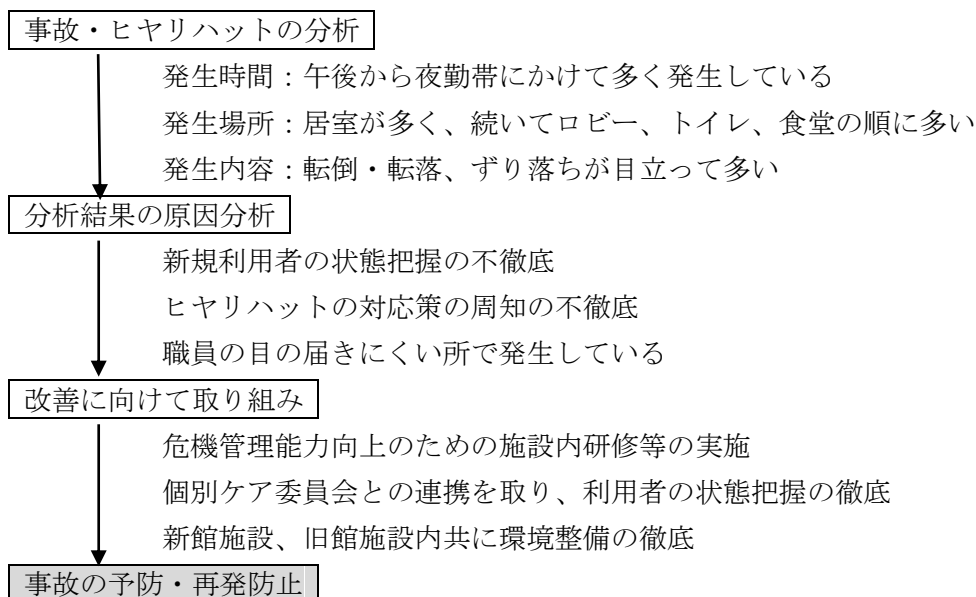 事故・ヒヤリハットの分析
発生時間：午後から夜勤帯にかけて多く発生している
発生場所：居室が多く、続いてロビー、トイレ、食堂の順に多い
発生内容：転倒・転落、ずり落ちが目立って多い
分析結果の原因分析
新規利用者の状態把握の不徹底
ヒヤリハットの対応策の周知の不徹底
職員の目の届きにくい所で発生している
改善に向けて取り組み
危機管理能力向上のための施設内研修等の実施
個別ケア委員会との連携を取り、利用者の状態把握の徹底
新館施設、旧館施設内共に環境整備の徹底
事故の予防・再発防止